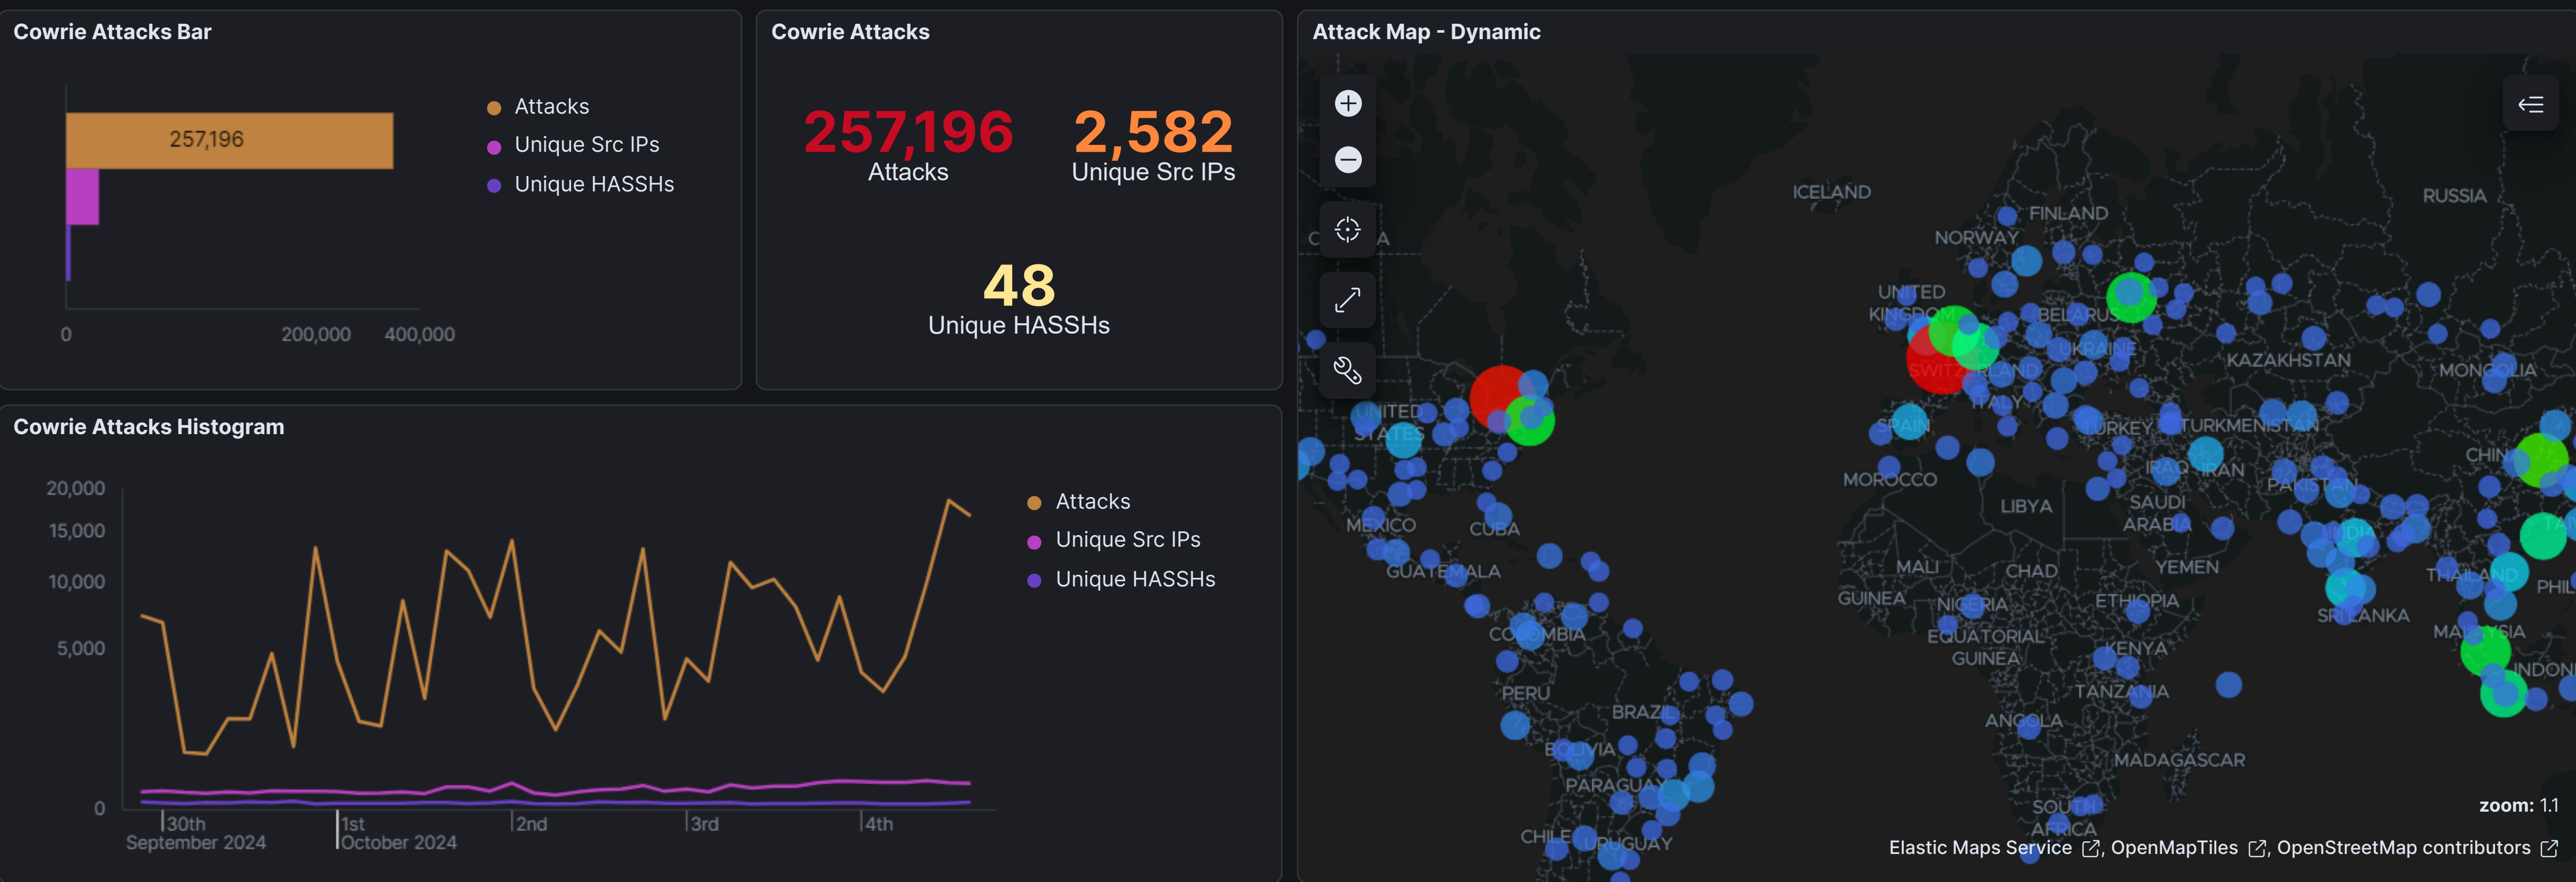 Cowrie Attacks Bar
257,196
Attacks
Unique Src IPs
Unique HASSHs
0
200,000
400,000
Cowrie Attacks
257,196
Attacks
2,582
Unique Src IPs
48
Unique HASSHs
Cowrie Attacks Histogram
20,000
15,000
10,000
5,000
0
30th
September 2024
1st
October 2024
2nd
3rd
4th
Attacks
Unique Src IPs
Unique HASSHs
Attack Map - Dynamic
ICELAND
RUSSIA
FINLAND
NORWAY
UNITED
KINGDOM
BELARUS
UKRAINE
KAZAKHSTAN
MONGOLIA
SWITZERLAND
ITALY
UNITED
STATES
SPAIN
TURKEY
TURKMENISTAN
CHINA
MOROCCO
IRAQ
IRAN
PAKISTAN
LIBYA
SAUDI
ARABIA
MEXICO
CUBA
INDIA
GUATEMALA
MALI
CHAD
YEMEN
THAILAND
PHIL
GUINEA
NIGERIA
ETHIOPIA
SRI LANKA
COLOMBIA
EQUATORIAL
GUINEA
KENYA
MALAYSIA
INDON
PERU
TANZANIA
BRAZIL
ANGOLA
BOLIVIA
MADAGASCAR
PARAGUAY
SOUTH
AFRICA
CHILE
URUGUAY
zoom: 1.1
Elastic Maps Service, OpenMapTiles, OpenStreetMap contributors